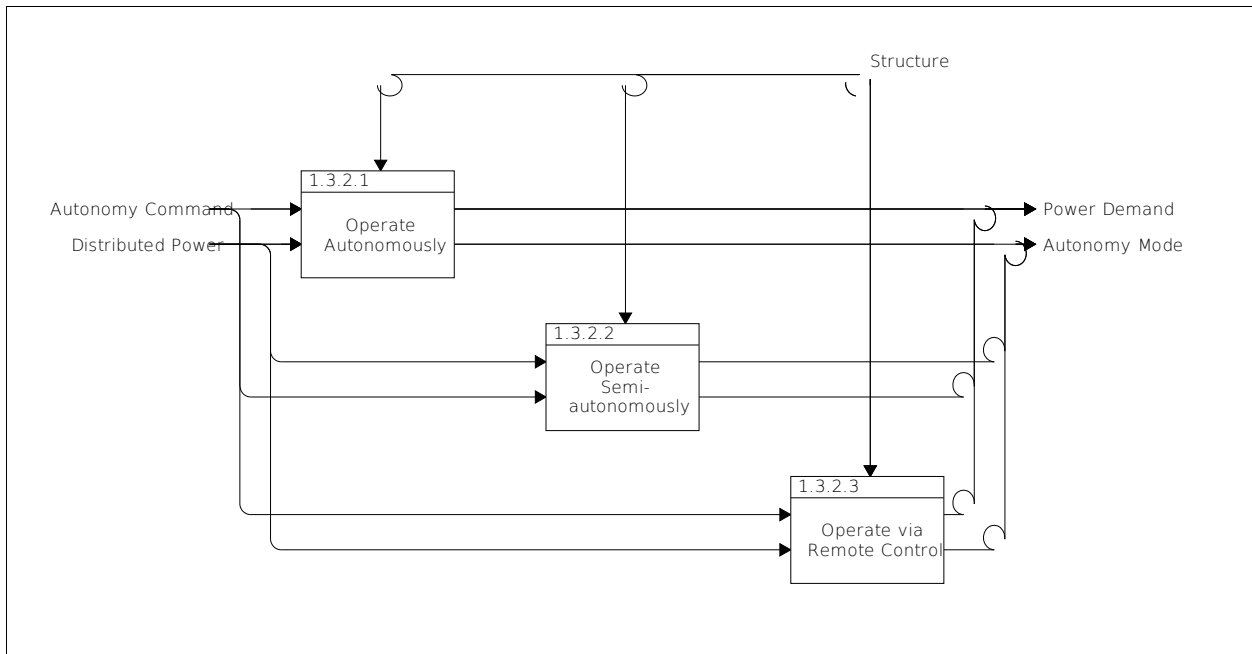 Structure
1.3.2.1
Autonomy Command
Operate
Autonomously
Distributed Power
Power Demand
Autonomy Mode
1.3.2.2
Operate
Semi-
autonomously
1.3.2.3
Operate via
Remote Control